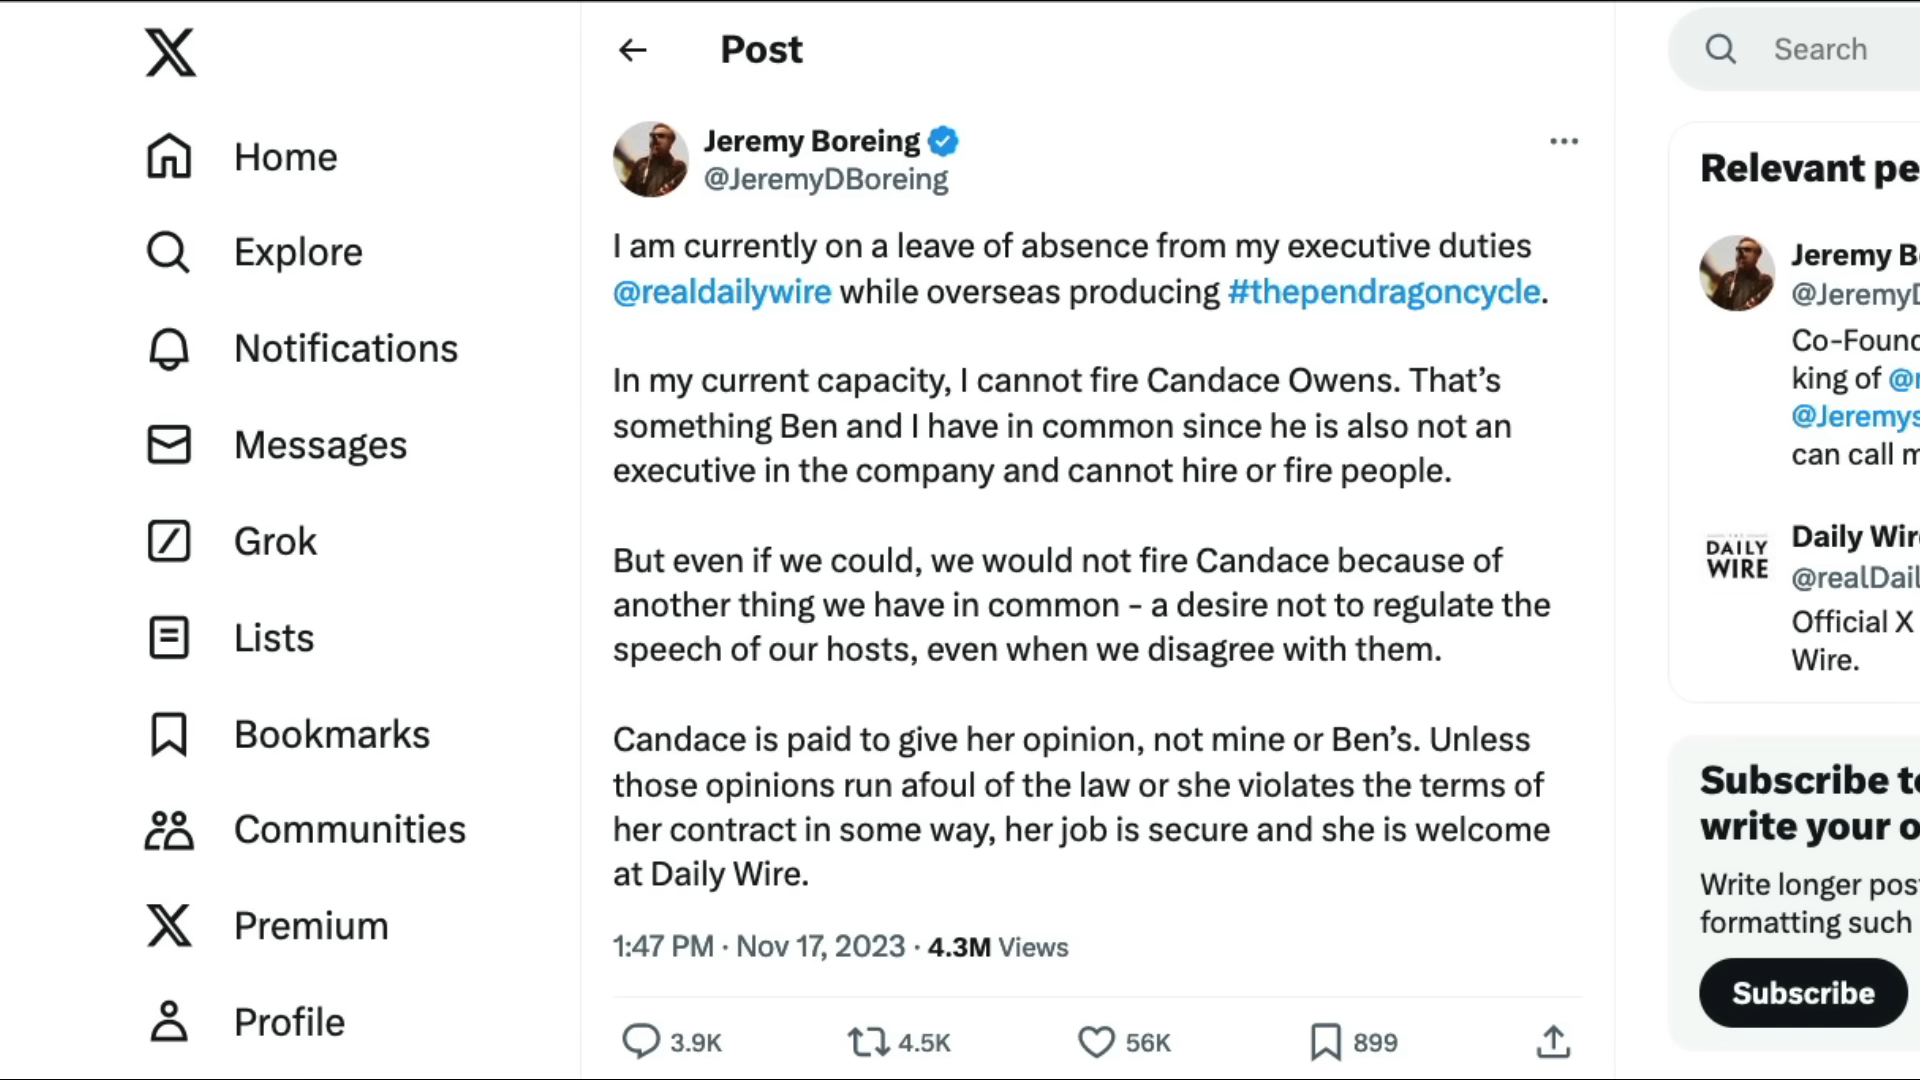 Home
Explore
Notifications
Messages
Grok
Lists
Bookmarks
Communities
Premium
Profile
Post
Jeremy Boreing
@JeremyDBoreing
I am currently on a leave of absence from my executive duties
@realdailywire while overseas producing #thependragoncycle.
In my current capacity, I cannot fire Candace Owens. That’s
something Ben and I have in common since he is also not an
executive in the company and cannot hire or fire people.
But even if we could, we would not fire Candace because of
another thing we have in common - a desire not to regulate the
speech of our hosts, even when we disagree with them.
Candace is paid to give her opinion, not mine or Ben’s. Unless
those opinions run afoul of the law or she violates the terms of
her contract in some way, her job is secure and she is welcome
at Daily Wire.
1:47 PM · Nov 17, 2023 · 4.3M Views
3.9K 4.5K 56K 899
Search
Relevant pe
Jeremy B
@JeremyD
Co-Found
king of @r
@Jeremys
can call m
DAILY
WIRE
Daily Wir
@realDail
Official X
Wire.
Subscribe to
write your o
Write longer pos
formatting such
Subscribe